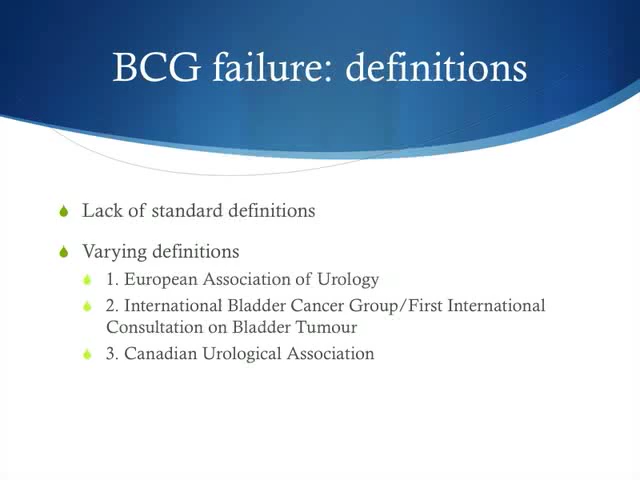 BCG failure: definitions
Lack of standard definitions
Varying definitions
1. European Association of Urology
2. International Bladder Cancer Group/First International
Consultation on Bladder Tumour
3. Canadian Urological Association